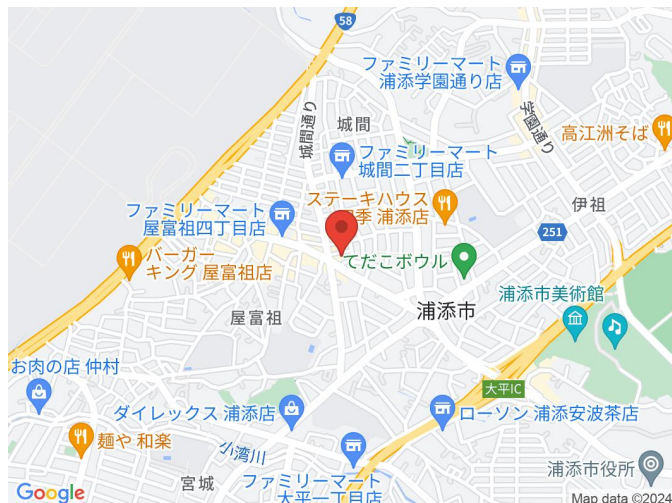 58
ファミリーマート
浦添学園通り店
城間通り
城間
学園通り
高江洲そば
ファミリーマート
城間二丁目店
ステーキハウス
四季 浦添店
伊祖
ファミリーマート
屋富祖四丁目店
251
バーガー
キング 屋富祖店
てだこボウル
浦添市美術館
屋富祖
浦添市
お肉の店 仲村
大平IC
ダイレックス 浦添店
ローソン 浦添安波茶店
麺や 和楽
小湾川
宮城
ファミリーマート
大平一丁目店
浦添市役所
Google
Map data ©2024